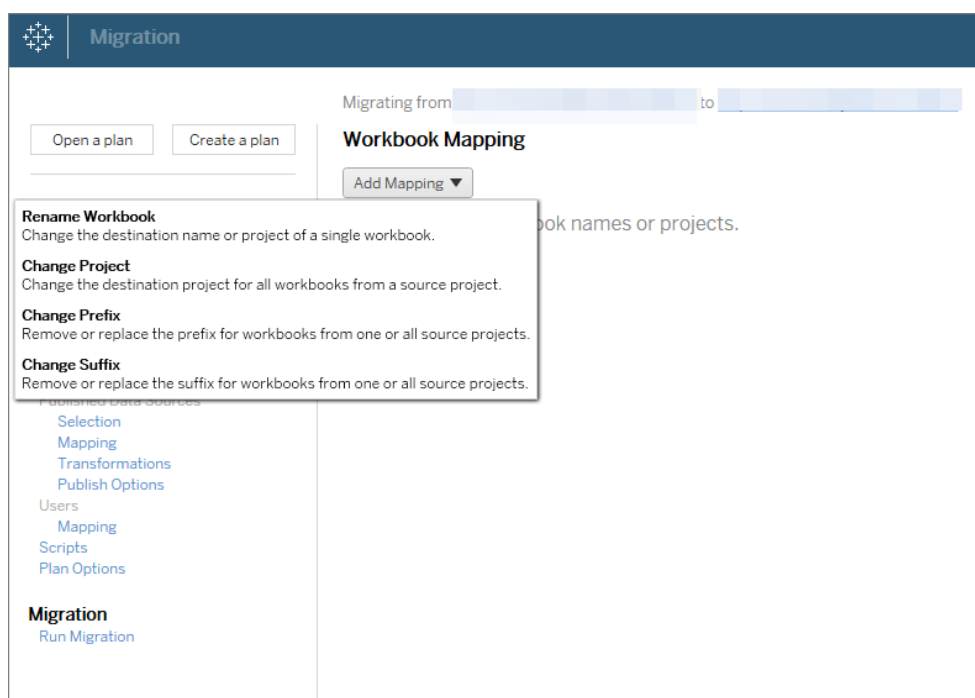 Migration
Migrating from to
Open a plan
Create a plan
Workbook Mapping
Add Mapping ▼
Rename Workbook
Change the destination name or project of a single workbook.
Change Project
Change the destination project for all workbooks from a source project.
Change Prefix
Remove or replace the prefix for workbooks from one or all source projects.
Change Suffix
Remove or replace the suffix for workbooks from one or all source projects.
names or projects.
Published Data Sources
Selection
Mapping
Transformations
Publish Options
Users
Mapping
Scripts
Plan Options
Migration
Run Migration